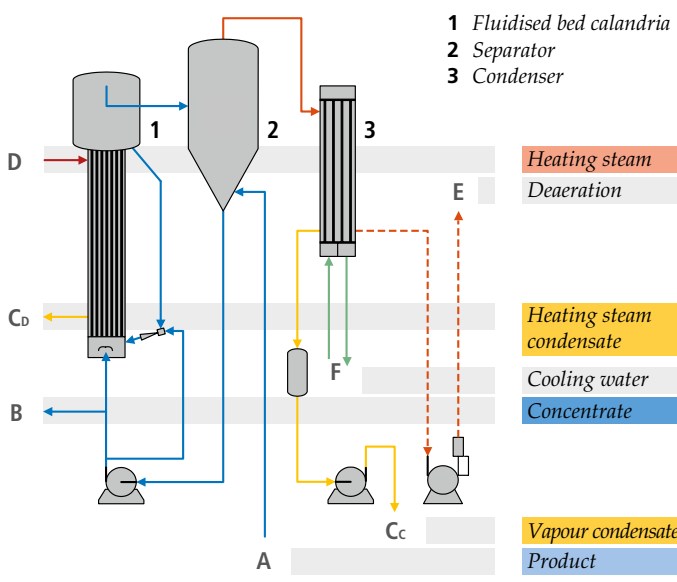 1 Fluidised bed calandria
2 Separator
3 Condenser
1
2
3
D
Heating steam
E
Deaeration
CD
Heating steam
condensate
F
Cooling water
B
Concentrate
Cc
Vapour condensate
A
Product